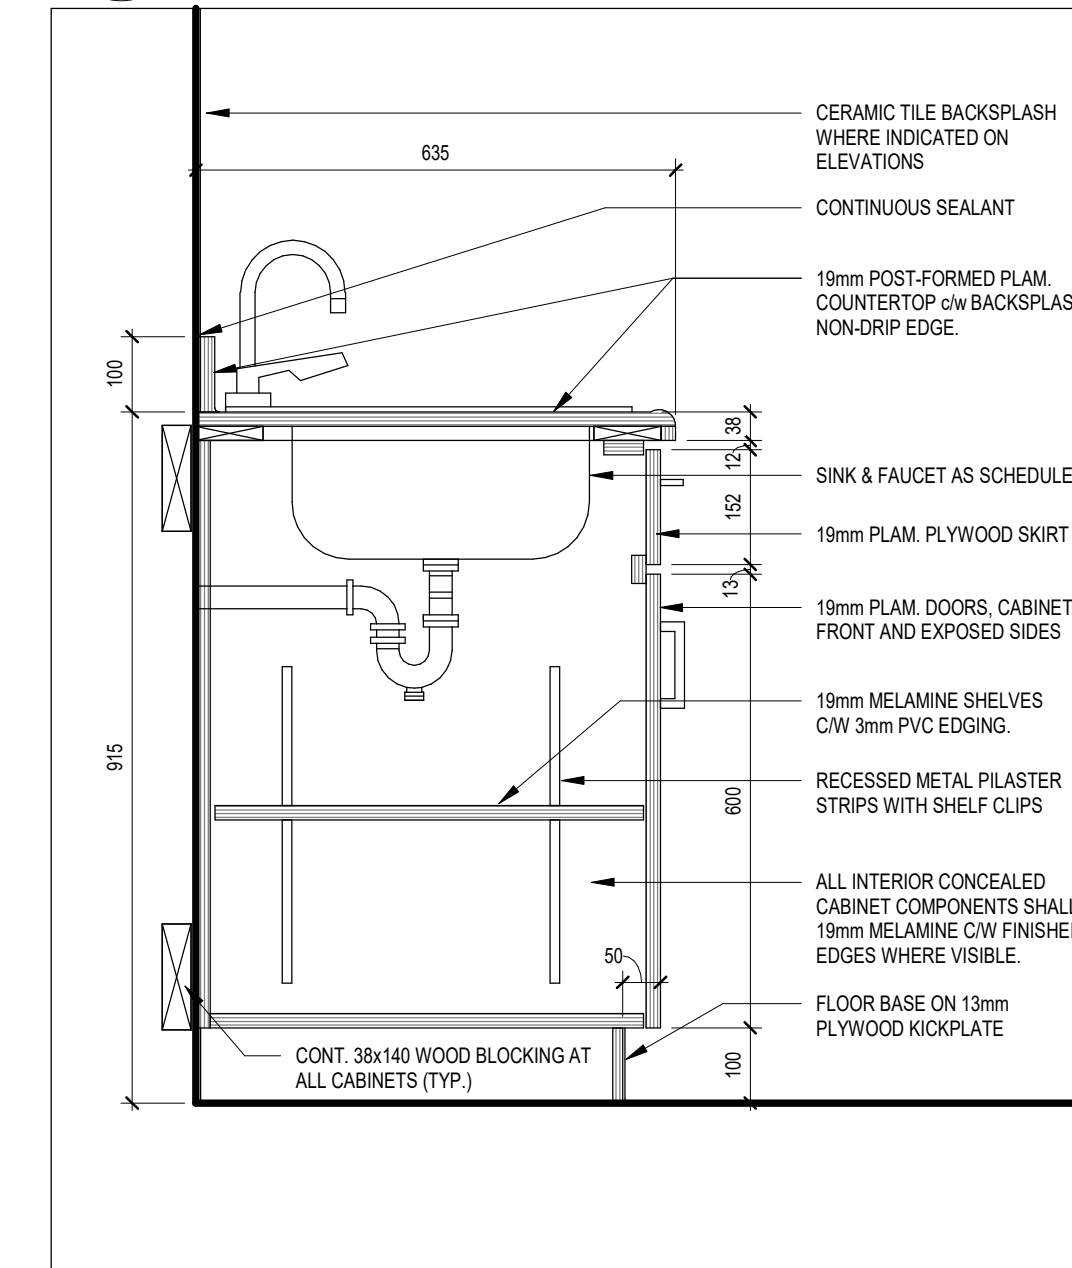 CERAMIC TILE BACKSPLASH
WHERE INDICATED ON
ELEVATIONS
635
CONTINUOUS SEALANT
19mm POST-FORMED PLAM.
COUNTERTOP c/w BACKSPLAS
NON-DRIP EDGE.
100
38
12
SINK & FAUCET AS SCHEDULE
152
19mm PLAM. PLYWOOD SKIRT
13
19mm PLAM. DOORS, CABINET
FRONT AND EXPOSED SIDES
19mm MELAMINE SHELVES
C/W 3mm PVC EDGING.
915
RECESSED METAL PILASTER
STRIPS WITH SHELF CLIPS
600
ALL INTERIOR CONCEALED
CABINET COMPONENTS SHALL
19mm MELAMINE C/W FINISHE
EDGES WHERE VISIBLE.
50
FLOOR BASE ON 13mm
PLYWOOD KICKPLATE
CONT. 38x140 WOOD BLOCKING AT
ALL CABINETS (TYP.)
100